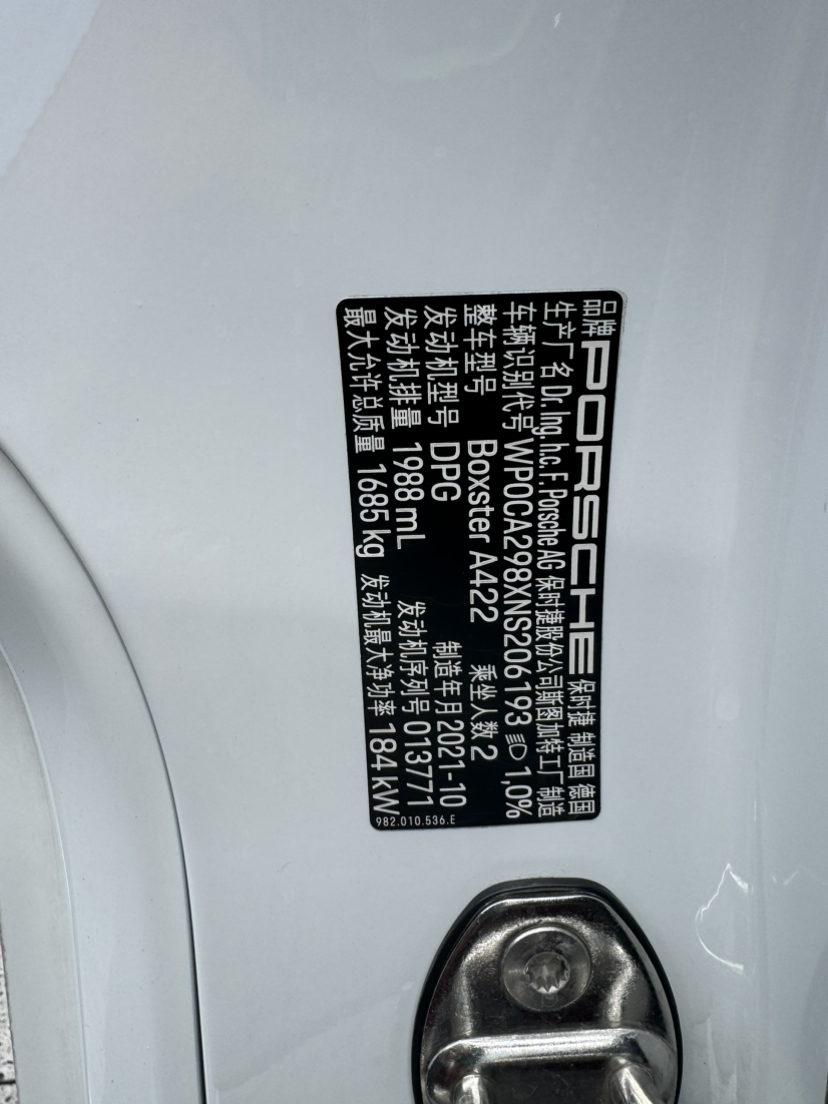 品牌 PORSCHE 保时捷 制造国 德国
生产厂名 Dr. Ing. h.c. F. Porsche AG 保时捷股份公司斯图加特工厂制造
车辆识别代号 WP0CA298XNS206193 1,0%
整车型号 Boxster A422 乘坐人数 2
发动机型号 DPG 制造年月 2021-10
发动机排量 1988 mL 发动机序列号 013771
最大允许总质量 1685 kg 发动机最大净功率 184 kW
982.010.536.E